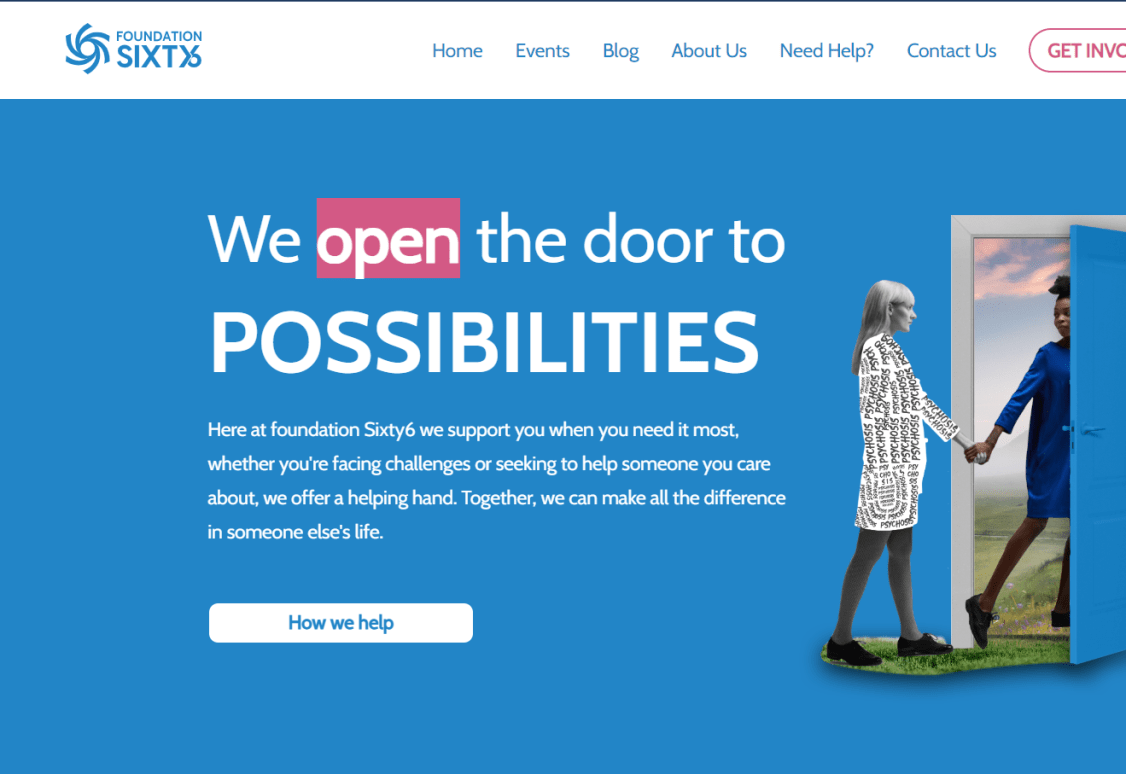 FOUNDATION
SIXTY6
Home Events Blog About Us Need Help? Contact Us GET INVO
We open the door to
POSSIBILITIES
Here at foundation Sixty6 we support you when you need it most,
whether you're facing challenges or seeking to help someone you care
about, we offer a helping hand. Together, we can make all the difference
in someone else's life.
How we help
PSYCHOSIS
PSYCHOSIS
PSYCHOSIS
PSYCHOSIS
PSYCHOSIS
PSY
CHO
SIS
PSYCHOSIS